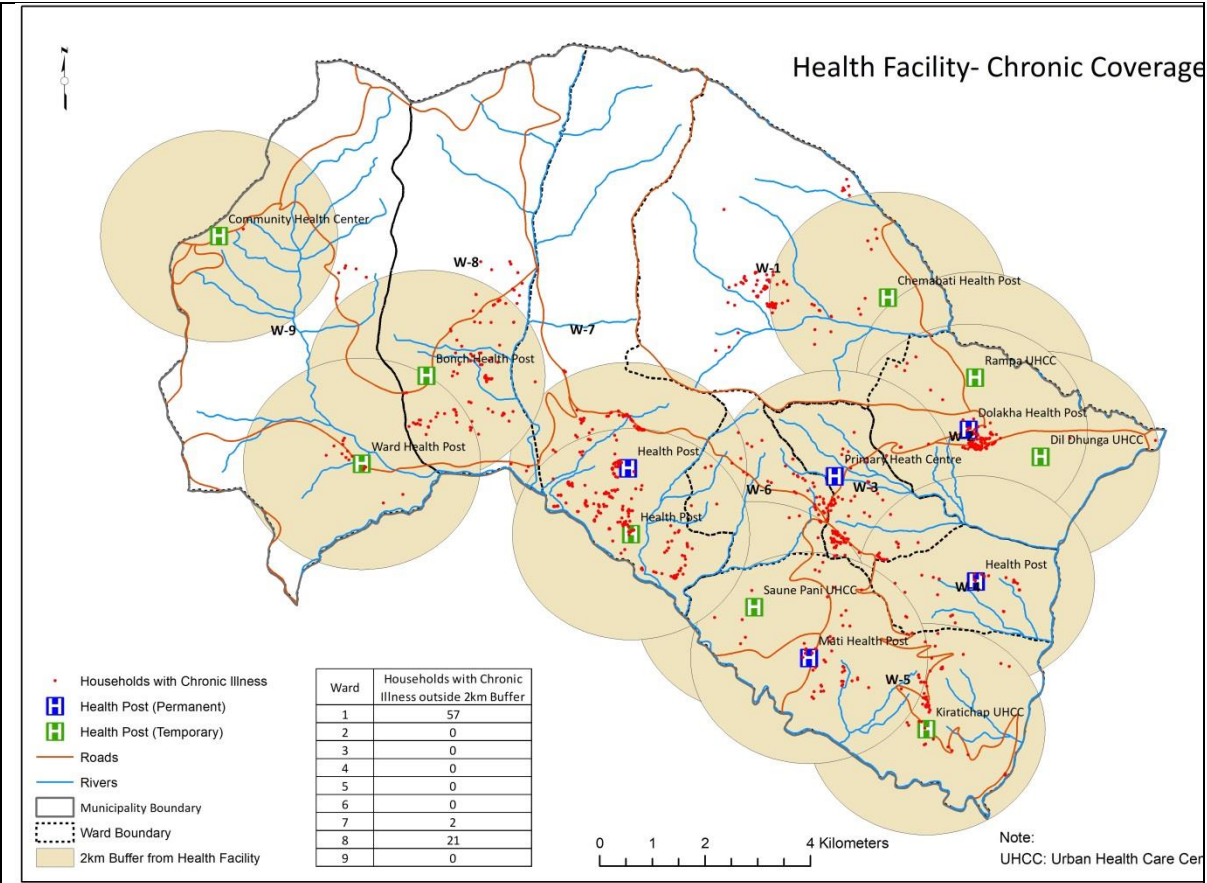 N
Health Facility- Chronic Coverage
Community Health Center
W-8
W-1
Chemabati Health Post
W-9
W-7
Bonch Health Post
Rampa UHCC
Dolakha Health Post
W-2
Dil Dhunga UHCC
Ward Health Post
Health Post
Primary Heath Centre
W-3
W-6
Health Post
Health Post
W-4
Saune Pani UHCC
Mati Health Post
W-5
Kiratichap UHCC
Households with Chronic Illness
H Health Post (Permanent)
H Health Post (Temporary)
Roads
Rivers
Municipality Boundary
Ward Boundary
2km Buffer from Health Facility
Ward Households with Chronic
Illness outside 2km Buffer
1 57
2 0
3 0
4 0
5 0
6 0
7 2
8 21
9 0
0 1 2 4 Kilometers
Note:
UHCC: Urban Health Care Cen